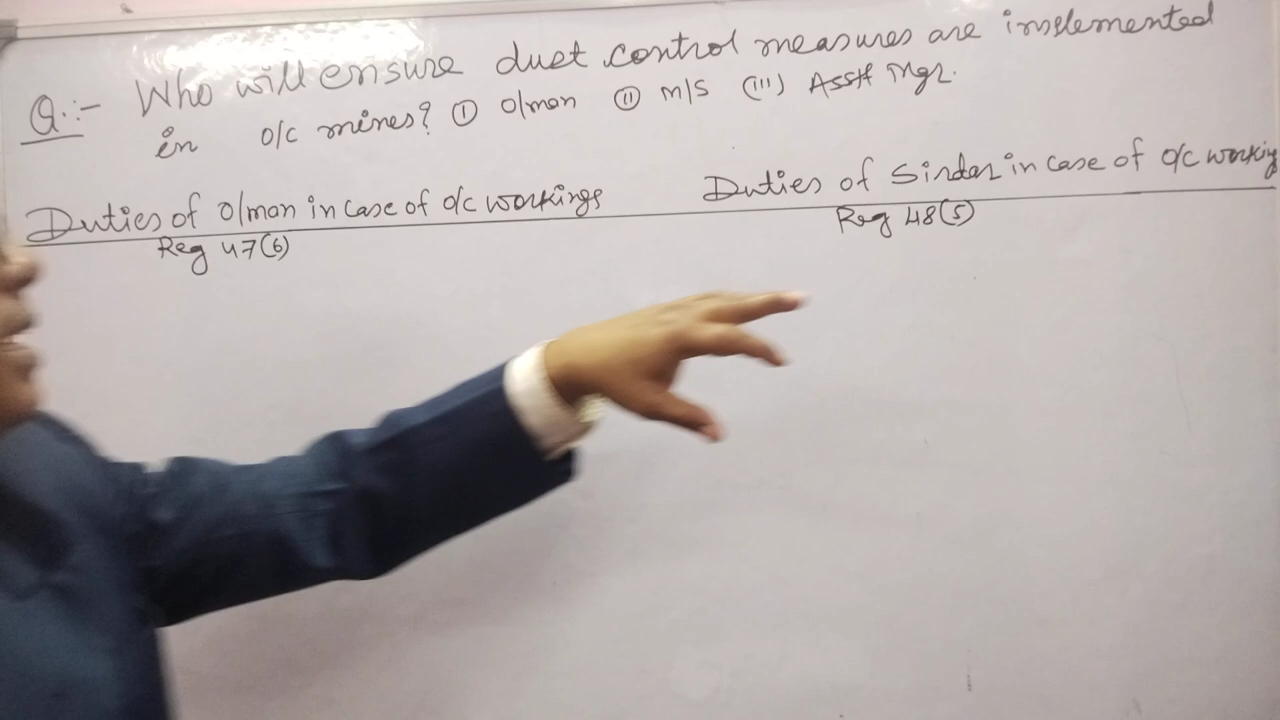 Q.:- Who will ensure dust control measures are implemented
in o/c mines? (i) o/man (ii) m/s (iii) Asstt mgr.
Duties of o/man in case of o/c workings
Reg 47(6)
Duties of Sirdar in case of o/c working
Reg 48(5)